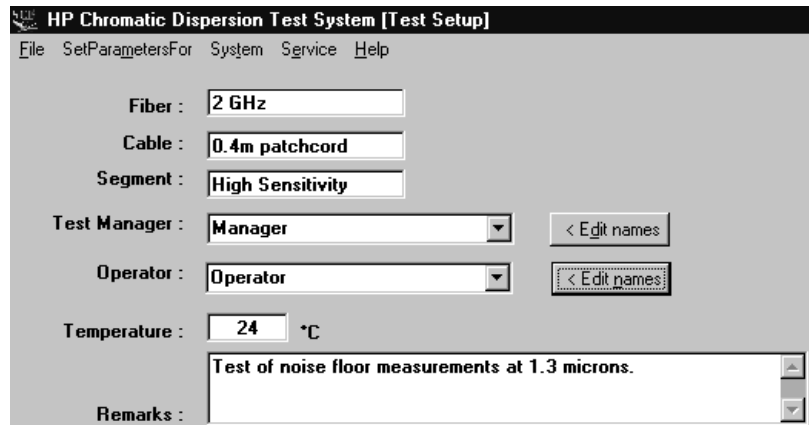 HP Chromatic Dispersion Test System [Test Setup]
File SetParametersFor System Service Help
Fiber : 2 GHz
Cable : 0.4m patchcord
Segment : High Sensitivity
Test Manager : Manager < Edit names
Operator : Operator < Edit names
Temperature : 24 °C
Test of noise floor measurements at 1.3 microns.
Remarks :